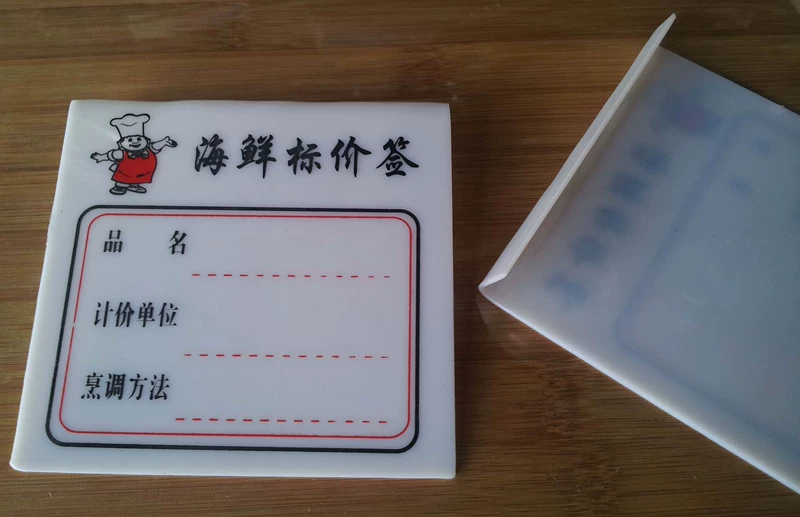 海鲜标价签
品 名
计价单位
烹调方法